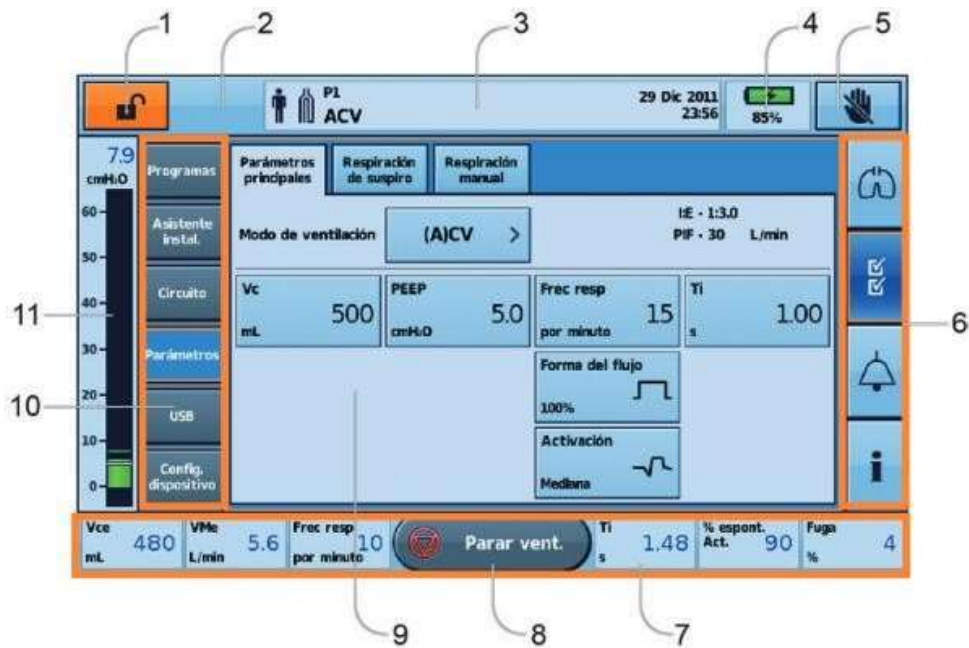 1
2
3
4
5
P1
ACV
29 Dic 2011
23:56
85%
7.9
cmH₂O
60
50
40
30
20
10
0
Programas
Asistente
instal.
Circuito
Parámetros
USB
Config.
dispositivo
Parámetros
principales
Respiración
de suspiro
Respiración
manual
Modo de ventilación
(A)CV >
I:E - 1:3.0
PIF - 30 L/min
Vc
500
mL
PEEP
5.0
cmH₂O
Frec resp
15
por minuto
Ti
1.00
s
Forma del flujo
100%
Activación
Mediana
i
6
11
10
Vce
480
mL
VMe
5.6
L/min
Frec resp
10
por minuto
Parar vent.
Ti
1.48
s
% espont.
Act. 90
Fuga
4
%
9
8
7